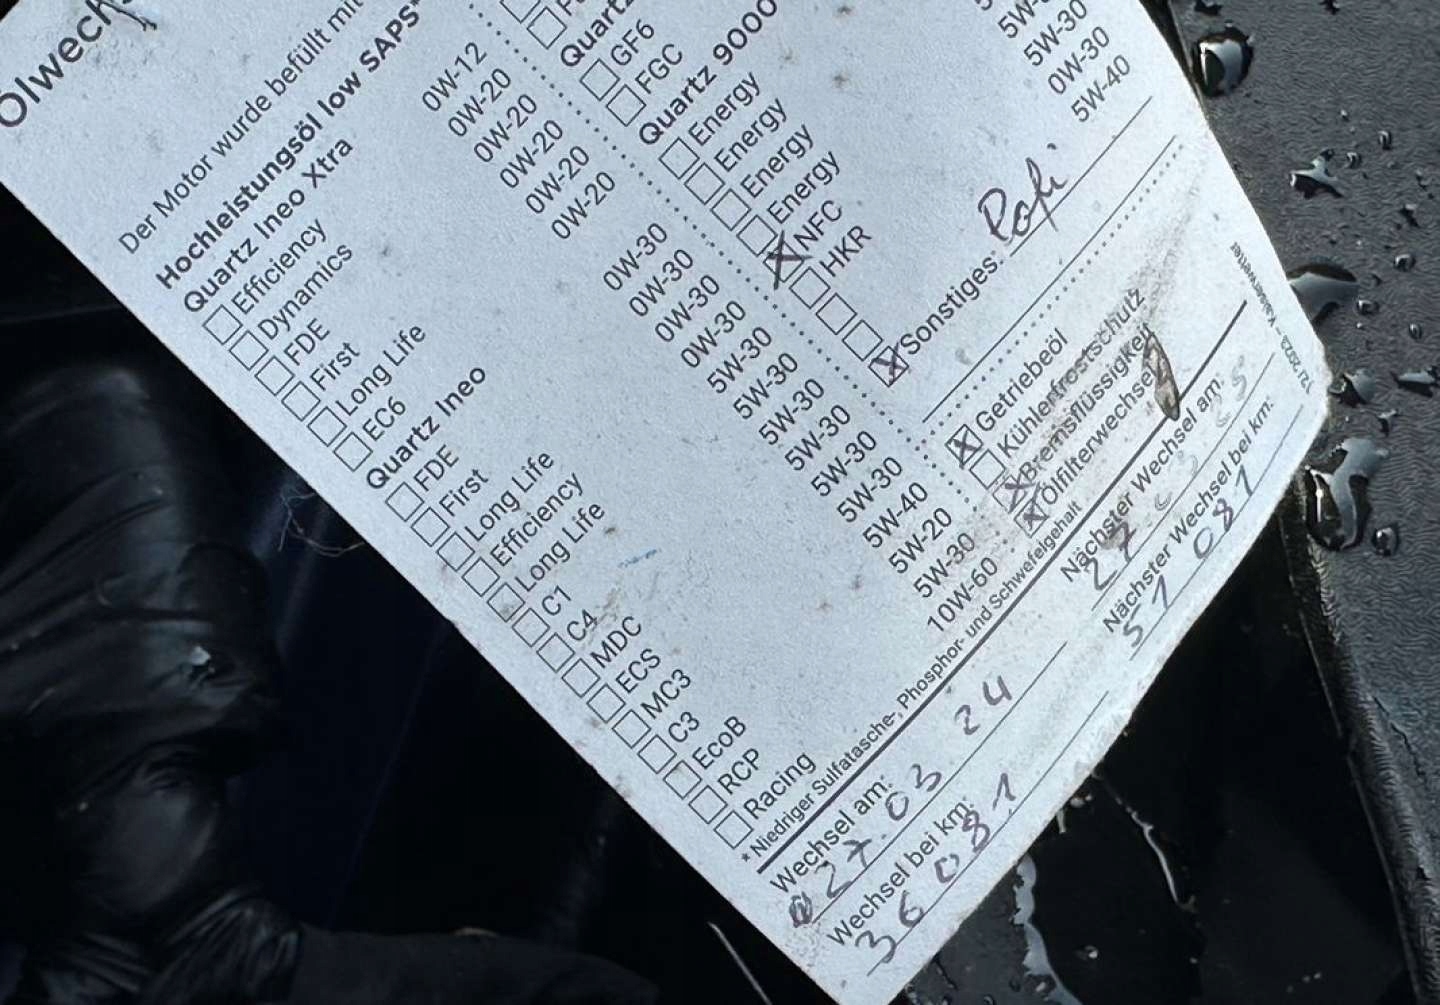 Ölwechs
Der Motor wurde befüllt mit
Hochleistungsöl low SAPS*
Quartz Ineo Xtra
Efficiency 0W-12
Dynamics 0W-20
FDE 0W-20
First 0W-20
Long Life 0W-20
EC6 0W-20
Quartz Ineo
FDE 0W-30
First 0W-30
Long Life 0W-30
Efficiency 0W-30
Long Life 5W-30
C1 5W-30
C4 5W-30
MDC 5W-30
ECS 5W-30
MC3 5W-30
C3 5W-40
EcoB 5W-20
RCP 5W-30
Racing 10W-60
* Niedriger Sulfatasche-, Phosphor- und Schwefelgehalt
Quartz
GF6
FGC
Quartz 9000
Energy
Energy 5W-30
Energy 0W-30
Energy 5W-40
NFC
HKR
Sonstiges:
Getriebeöl
Kühlerfrostschutz
Bremsflüssigkeit
Ölfilterwechsel
Wechsel am: 27.03 24
Wechsel bei km: 36 081
Nächster Wechsel am: 27 03 25
Nächster Wechsel bei km: 51 081